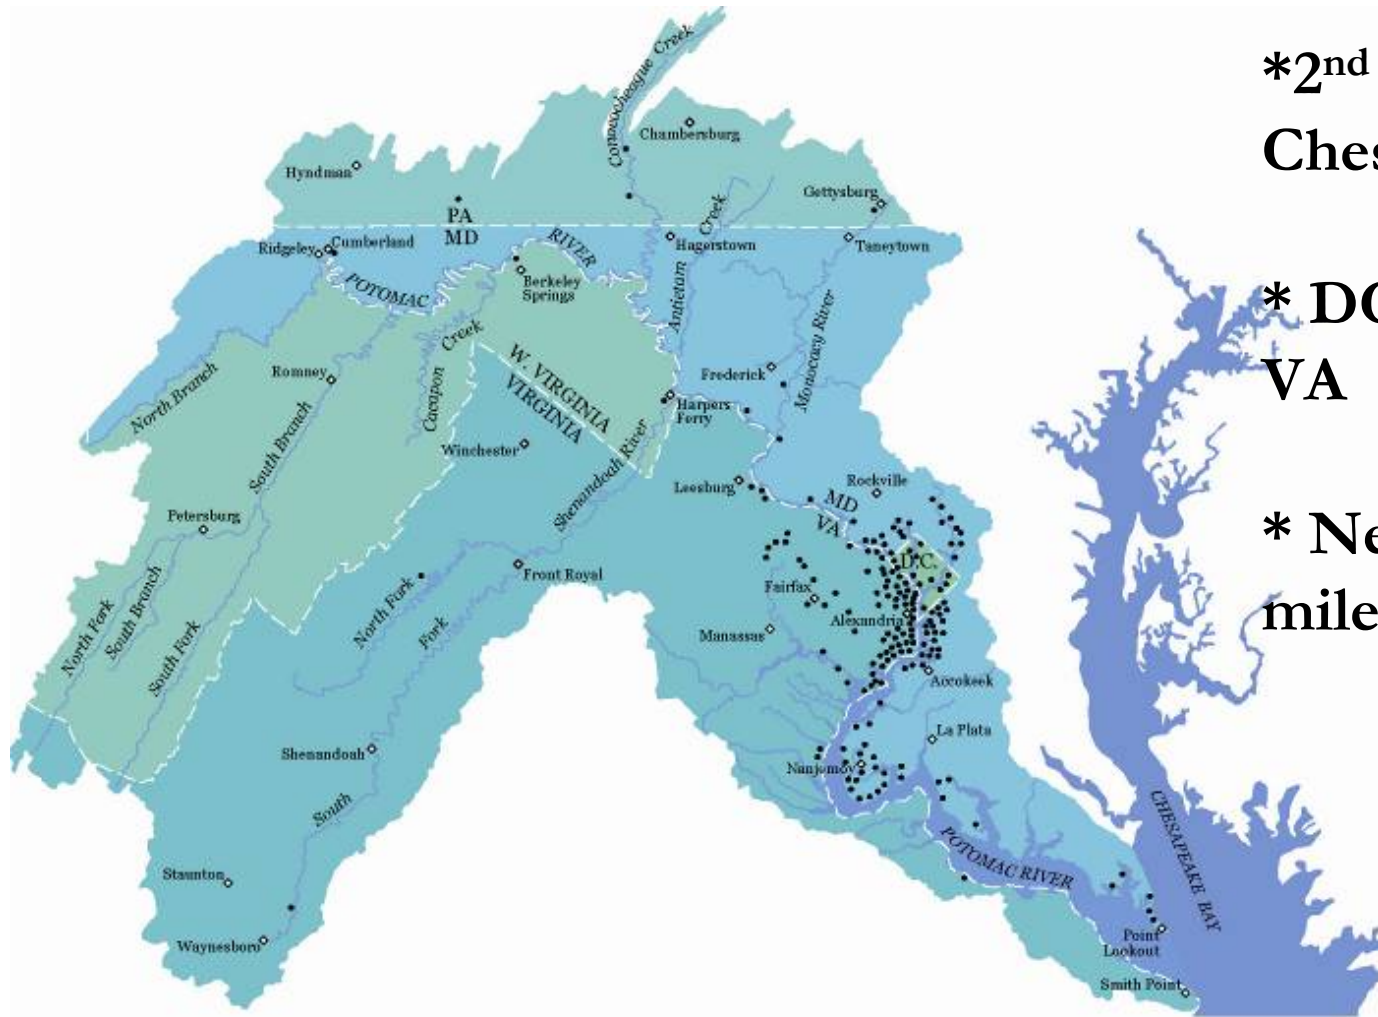 *2nd
Ches
* DC
VA
* Ne
mile
Conococheague Creek
Chambersburg
Hyndman
Gettysburg
PA
MD
Creek
Antietam
Ridgeley
Cumberland
RIVER
Hagerstown
Taneytown
POTOMAC
Berkeley
Springs
Creek
Cacapon
Monocacy River
W. VIRGINIA
VIRGINIA
Romney
Frederick
North Branch
Harpers
Ferry
South Branch
Winchester
Shenandoah River
Leesburg
Rockville
MD
VA
Petersburg
D.C.
Front Royal
Fairfax
North Fork
Fork
Alexandria
Manassas
North Fork
South Branch
South Fork
Accokeek
La Plata
Shenandoah
Nanjemoy
South
CHESAPEAKE BAY
POTOMAC RIVER
Staunton
Waynesboro
Point
Lookout
Smith Point